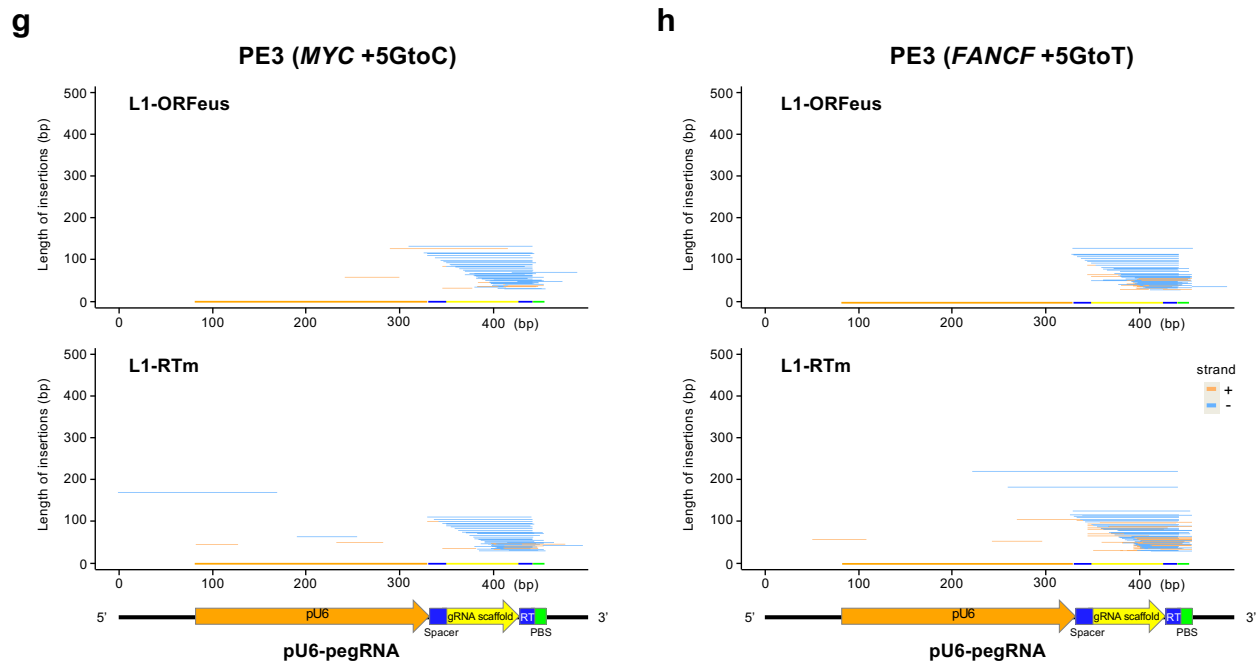 g
PE3 (MYC +5GtoC)
L1-ORFeus
Length of insertions (bp)
500
400
300
200
100
0
0 100 200 300 400 (bp)
L1-RTm
Length of insertions (bp)
500
400
300
200
100
0
0 100 200 300 400 (bp)
5' pU6 gRNA scaffold RT 3'
Spacer PBS
pU6-pegRNA
h
PE3 (FANCF +5GtoT)
L1-ORFeus
Length of insertions (bp)
500
400
300
200
100
0
0 100 200 300 400 (bp)
L1-RTm
Length of insertions (bp)
500
400
300
200
100
0
0 100 200 300 400 (bp)
strand
+
-
5' pU6 gRNA scaffold RT 3'
Spacer PBS
pU6-pegRNA